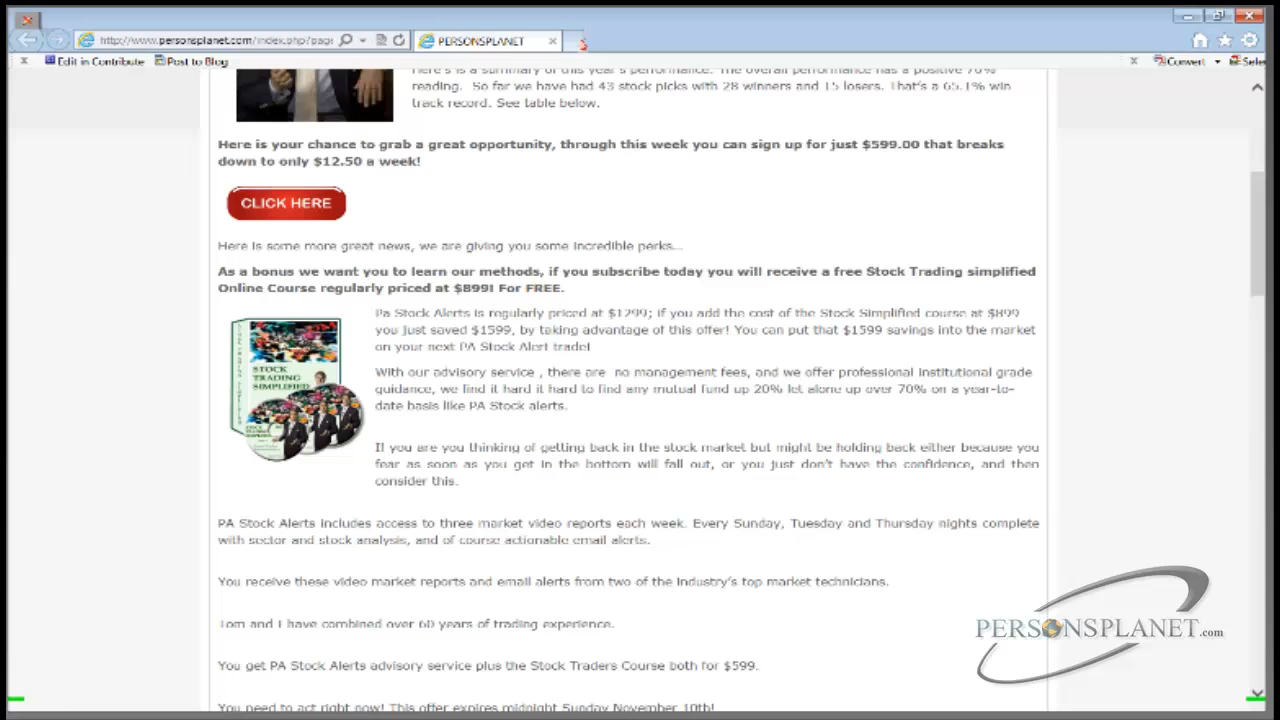 http://www.personsplanet.com/index.php?page
PERSONSPLANET
Edit in Contribute
Post to Blog
Convert
Sele
Here's is a summary of this year's performance. The overall performance has a positive 70%
reading. So far we have had 43 stock picks with 28 winners and 15 losers. That's a 65.1% win
track record. See table below.
Here is your chance to grab a great opportunity, through this week you can sign up for just $599.00 that breaks
down to only $12.50 a week!
CLICK HERE
Here is some more great news, we are giving you some incredible perks...
As a bonus we want you to learn our methods, if you subscribe today you will receive a free Stock Trading simplified
Online Course regularly priced at $899! For FREE.
STOCK
TRADING
SIMPLIFIED
Pa Stock Alerts is regularly priced at $1299; if you add the cost of the Stock Simplified course at $899
you just saved $1599, by taking advantage of this offer! You can put that $1599 savings into the market
on your next PA Stock Alert trade!
With our advisory service , there are no management fees, and we offer professional institutional grade
guidance, we find it hard it hard to find any mutual fund up 20% let alone up over 70% on a year-to-
date basis like PA Stock alerts.
If you are you thinking of getting back in the stock market but might be holding back either because you
fear as soon as you get in the bottom will fall out, or you just don't have the confidence, and then
consider this.
PA Stock Alerts includes access to three market video reports each week. Every Sunday, Tuesday and Thursday nights complete
with sector and stock analysis, and of course actionable email alerts.
You receive these video market reports and email alerts from two of the industry's top market technicians.
Tom and I have combined over 60 years of trading experience.
You get PA Stock Alerts advisory service plus the Stock Traders Course both for $599.
You need to act right now! This offer expires midnight Sunday November 10th!
PERSONSPLANET.com